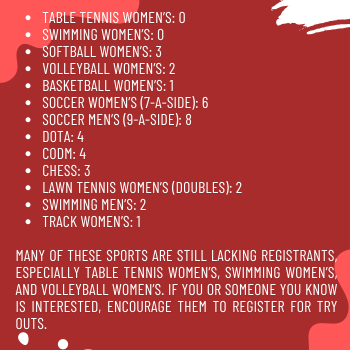 • TABLE TENNIS WOMEN'S: 0
• SWIMMING WOMEN'S: 0
• SOFTBALL WOMEN'S: 3
• VOLLEYBALL WOMEN'S: 2
• BASKETBALL WOMEN'S: 1
• SOCCER WOMEN'S (7-A-SIDE): 6
• SOCCER MEN'S (9-A-SIDE): 8
• DOTA: 4
• CODM: 4
• CHESS: 3
• LAWN TENNIS WOMEN'S (DOUBLES): 2
• SWIMMING MEN'S: 2
• TRACK WOMEN'S: 1
MANY OF THESE SPORTS ARE STILL LACKING REGISTRANTS,
ESPECIALLY TABLE TENNIS WOMEN'S, SWIMMING WOMEN'S,
AND VOLLEYBALL WOMEN'S. IF YOU OR SOMEONE YOU KNOW
IS INTERESTED, ENCOURAGE THEM TO REGISTER FOR TRY
OUTS.